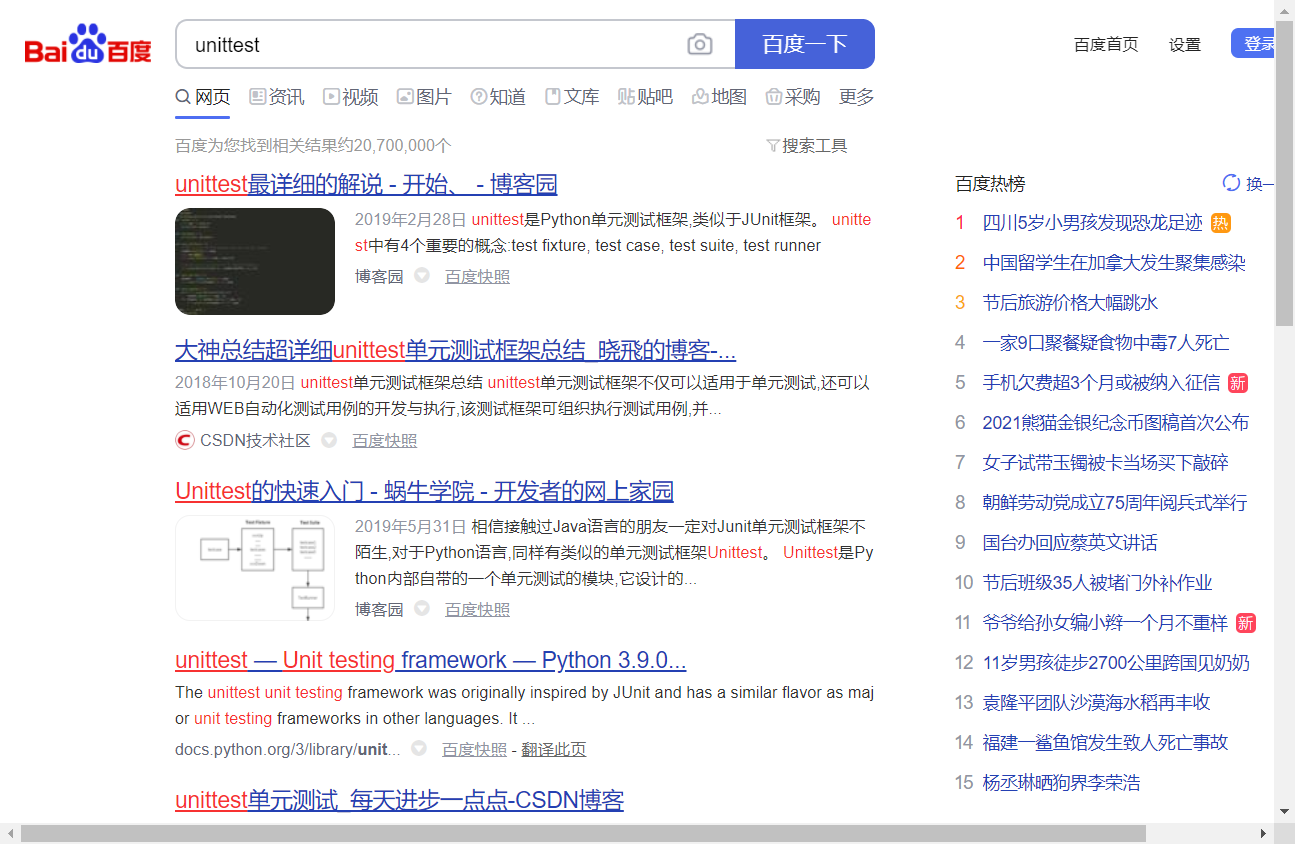 Bai du 百度
unittest
百度一下
百度首页 设置 登录
网页 资讯 视频 图片 知道 文库 贴吧 地图 采购 更多
百度为您找到相关结果约20,700,000个
搜索工具
unittest最详细的解说 - 开始、 - 博客园
2019年2月28日 unittest是Python单元测试框架,类似于JUnit框架。 unitte
st中有4个重要的概念:test fixture, test case, test suite, test runner
博客园 百度快照
大神总结超详细unittest单元测试框架总结_晓飛的博客-...
2018年10月20日 unittest单元测试框架总结 unittest单元测试框架不仅可以适用于单元测试,还可以
适用WEB自动化测试用例的开发与执行,该测试框架可组织执行测试用例,并...
CSDN技术社区 百度快照
Unittest的快速入门 - 蜗牛学院 - 开发者的网上家园
2019年5月31日 相信接触过Java语言的朋友一定对Junit单元测试框架不
陌生,对于Python语言,同样有类似的单元测试框架Unittest。 Unittest是Py
thon内部自带的一个单元测试的模块,它设计的...
博客园 百度快照
unittest — Unit testing framework — Python 3.9.0...
The unittest unit testing framework was originally inspired by JUnit and has a similar flavor as maj
or unit testing frameworks in other languages. It ...
docs.python.org/3/library/unit... 百度快照 - 翻译此页
unittest单元测试_每天进步一点点-CSDN博客
百度热榜 换一
1 四川5岁小男孩发现恐龙足迹 热
2 中国留学生在加拿大发生聚集感染
3 节后旅游价格大幅跳水
4 一家9口聚餐疑食物中毒7人死亡
5 手机欠费超3个月或被纳入征信 新
6 2021熊猫金银纪念币图稿首次公布
7 女子试带玉镯被卡当场买下敲碎
8 朝鲜劳动党成立75周年阅兵式举行
9 国台办回应蔡英文讲话
10 节后班级35人被堵门外补作业
11 爷爷给孙女编小辫一个月不重样 新
12 11岁男孩徒步2700公里跨国见奶奶
13 袁隆平团队沙漠海水稻再丰收
14 福建一鲨鱼馆发生致人死亡事故
15 杨丞琳晒狗界李荣浩